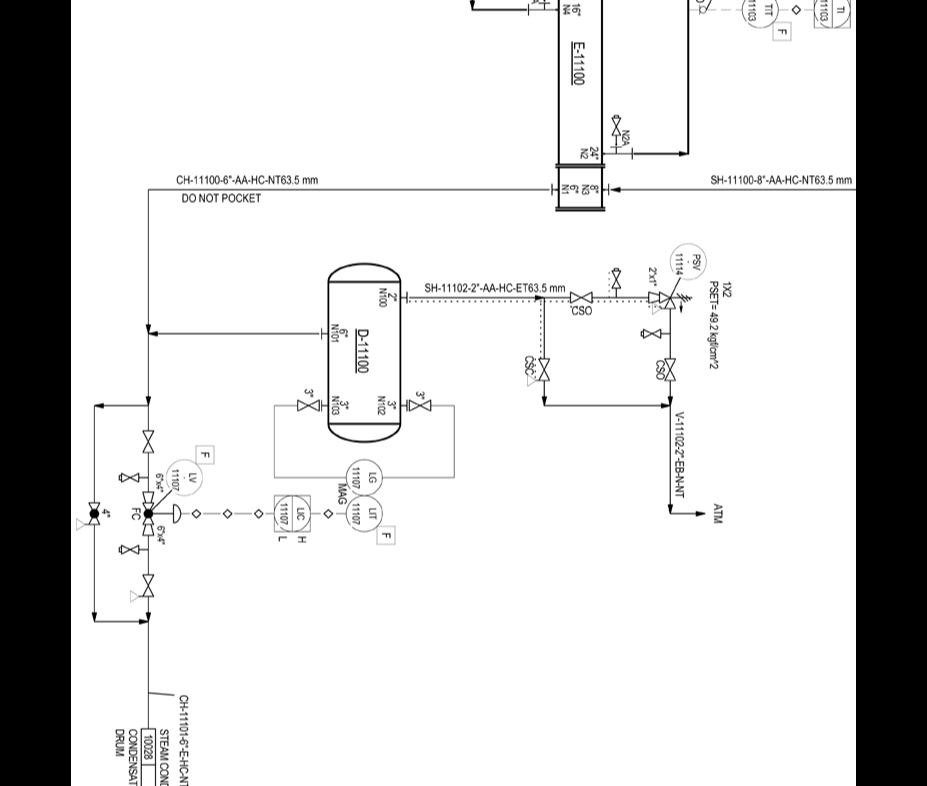 16"
N4
E-11100
N2A
24"
N2
TIT
11103
TI
11103
F
CH-11100-6"-AA-HC-NT63.5 mm
DO NOT POCKET
6"
N1
8"
N3
SH-11100-8"-AA-HC-NT63.5 mm
PSV
11114
1X2
PSET= 49.2 kgf/cm^2
2"x1"
2"
N100
SH-11102-2"-AA-HC-ET63.5 mm
CSO
6"
N101
D-11100
CSC
CSO
3"
3"
N103
3"
N102
3"
V-11102-2"-EB-N-NT
ATM
F
LV
11107
6"x4"
LG
11107
MAG
4"
FC
6"x4"
LIC
11107
H
L
LIT
11107
F
CH-11101-6"-E-HC-NT
STEAM COND
10028
CONDENSAT
DRUM